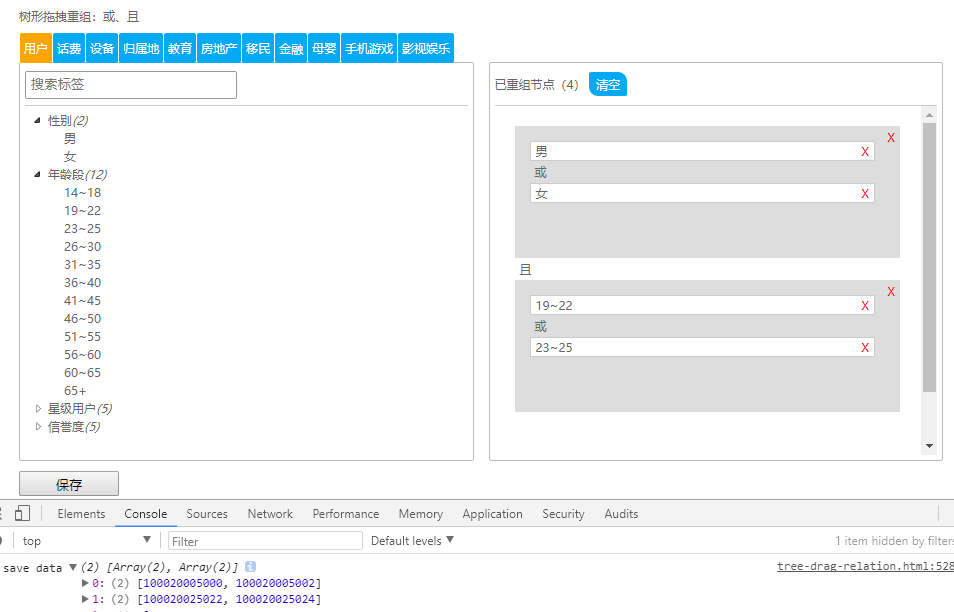 树形拖拽重组：或、且
用户 话费 设备 归属地 教育 房地产 移民 金融 母婴 手机游戏 影视娱乐
搜索标签
性别(2)
男
女
年龄段(12)
14~18
19~22
23~25
26~30
31~35
36~40
41~45
46~50
51~55
56~60
60~65
65+
星级用户(5)
信誉度(5)
已重组节点（4） 清空
X
男 X
或
女 X
且
X
19~22 X
或
23~25 X
保存
Elements Console Sources Network Performance Memory Application Security Audits
top Filter Default levels 1 item hidden by filters
save data (2) [Array(2), Array(2)] tree-drag-relation.html:528
0: (2) [100020005000, 100020005002]
1: (2) [100020025022, 100020025024]